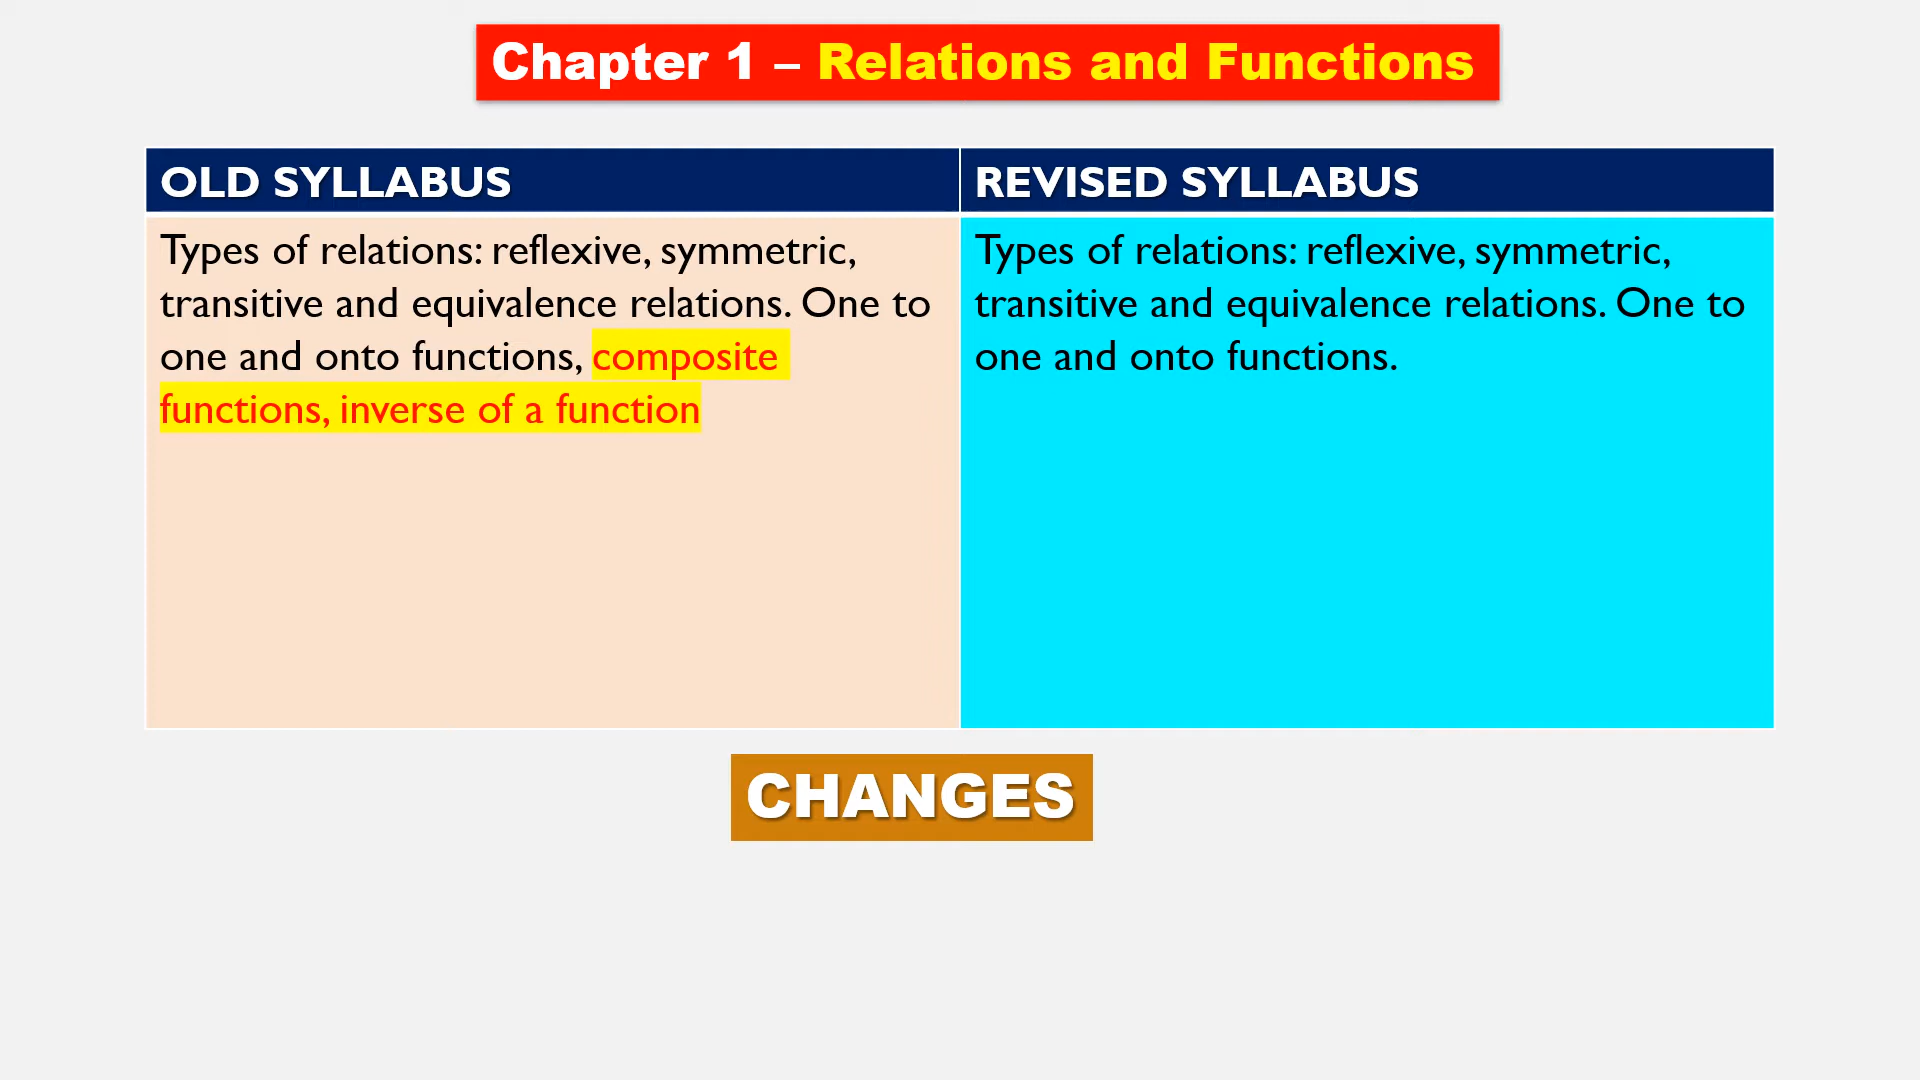 Chapter 1 – Relations and Functions
OLD SYLLABUS
Types of relations: reflexive, symmetric,
transitive and equivalence relations. One to
one and onto functions, composite
functions, inverse of a function
REVISED SYLLABUS
Types of relations: reflexive, symmetric,
transitive and equivalence relations. One to
one and onto functions.
CHANGES